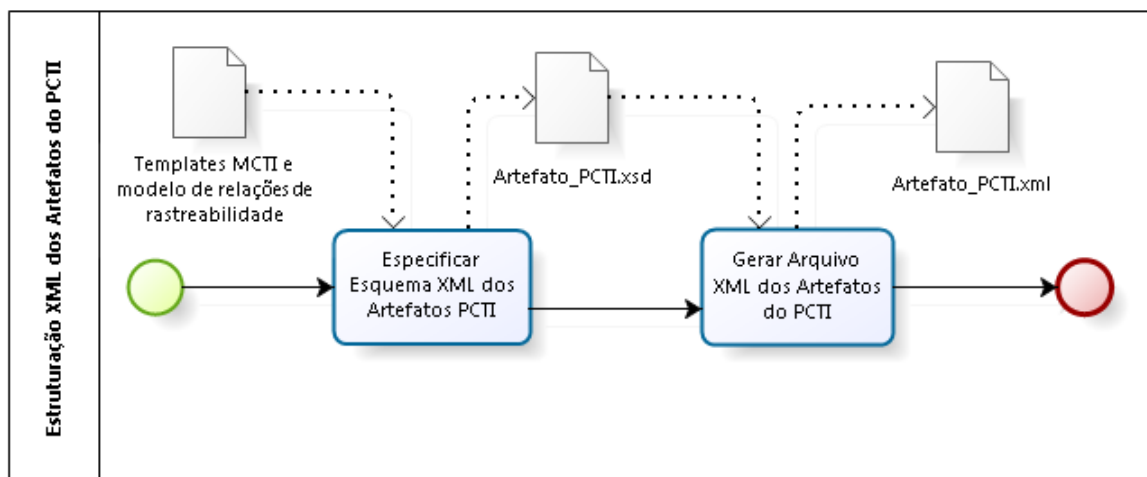 Estruturação XML dos Artefatos do PCTI
Templates MCTI e
modelo de relações de
rastreabilidade
Artefato_PCTI.xsd
Artefato_PCTI.xml
Especificar
Esquema XML dos
Artefatos PCTI
Gerar Arquivo
XML dos Artefatos
do PCTI